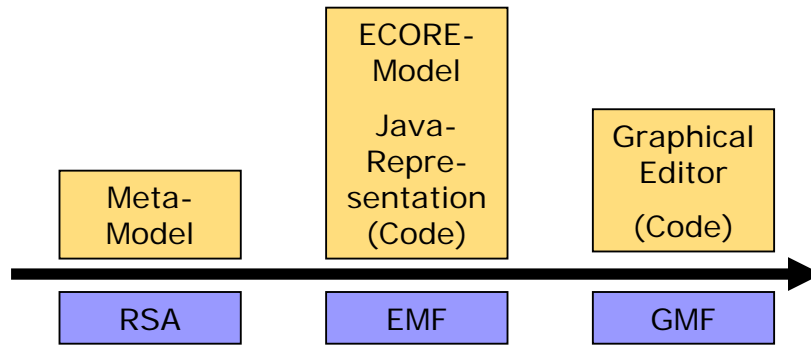 Meta-
Model
ECORE-
Model
Java-
Repre-
sentation
(Code)
Graphical
Editor
(Code)
RSA
EMF
GMF